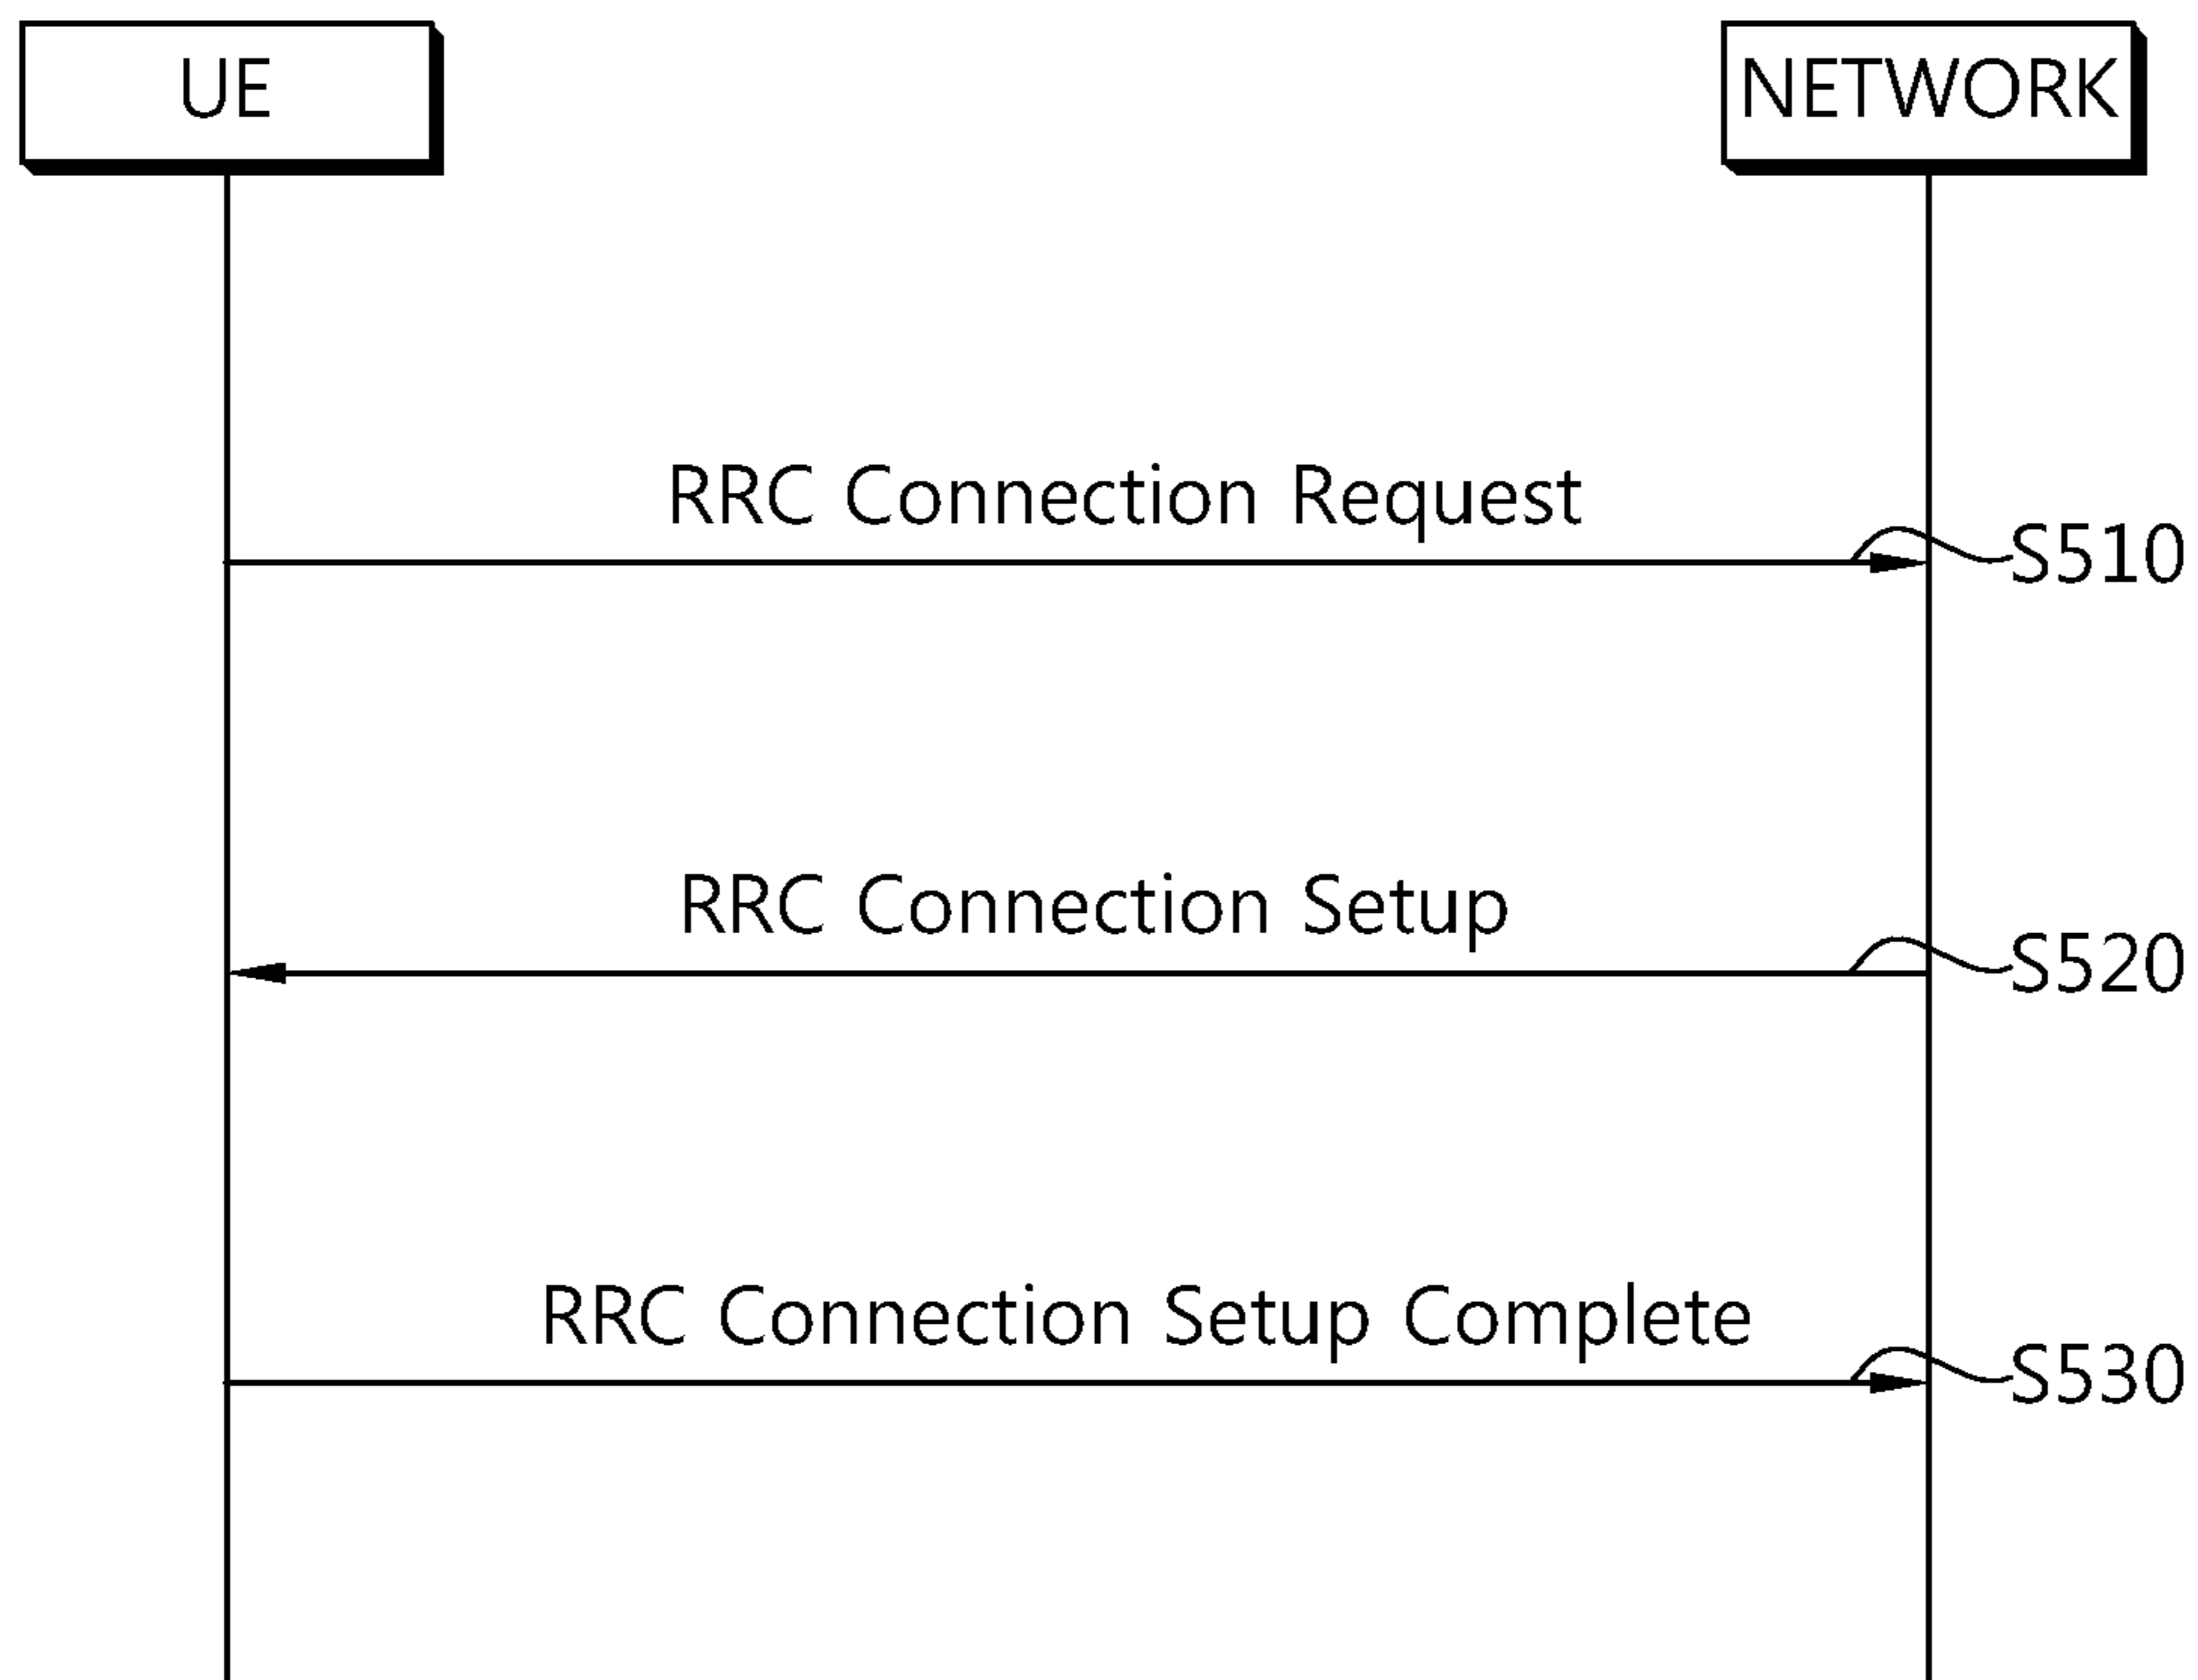 UE
NETWORK
RRC Connection Request
S510
RRC Connection Setup
S520
RRC Connection Setup Complete
S530